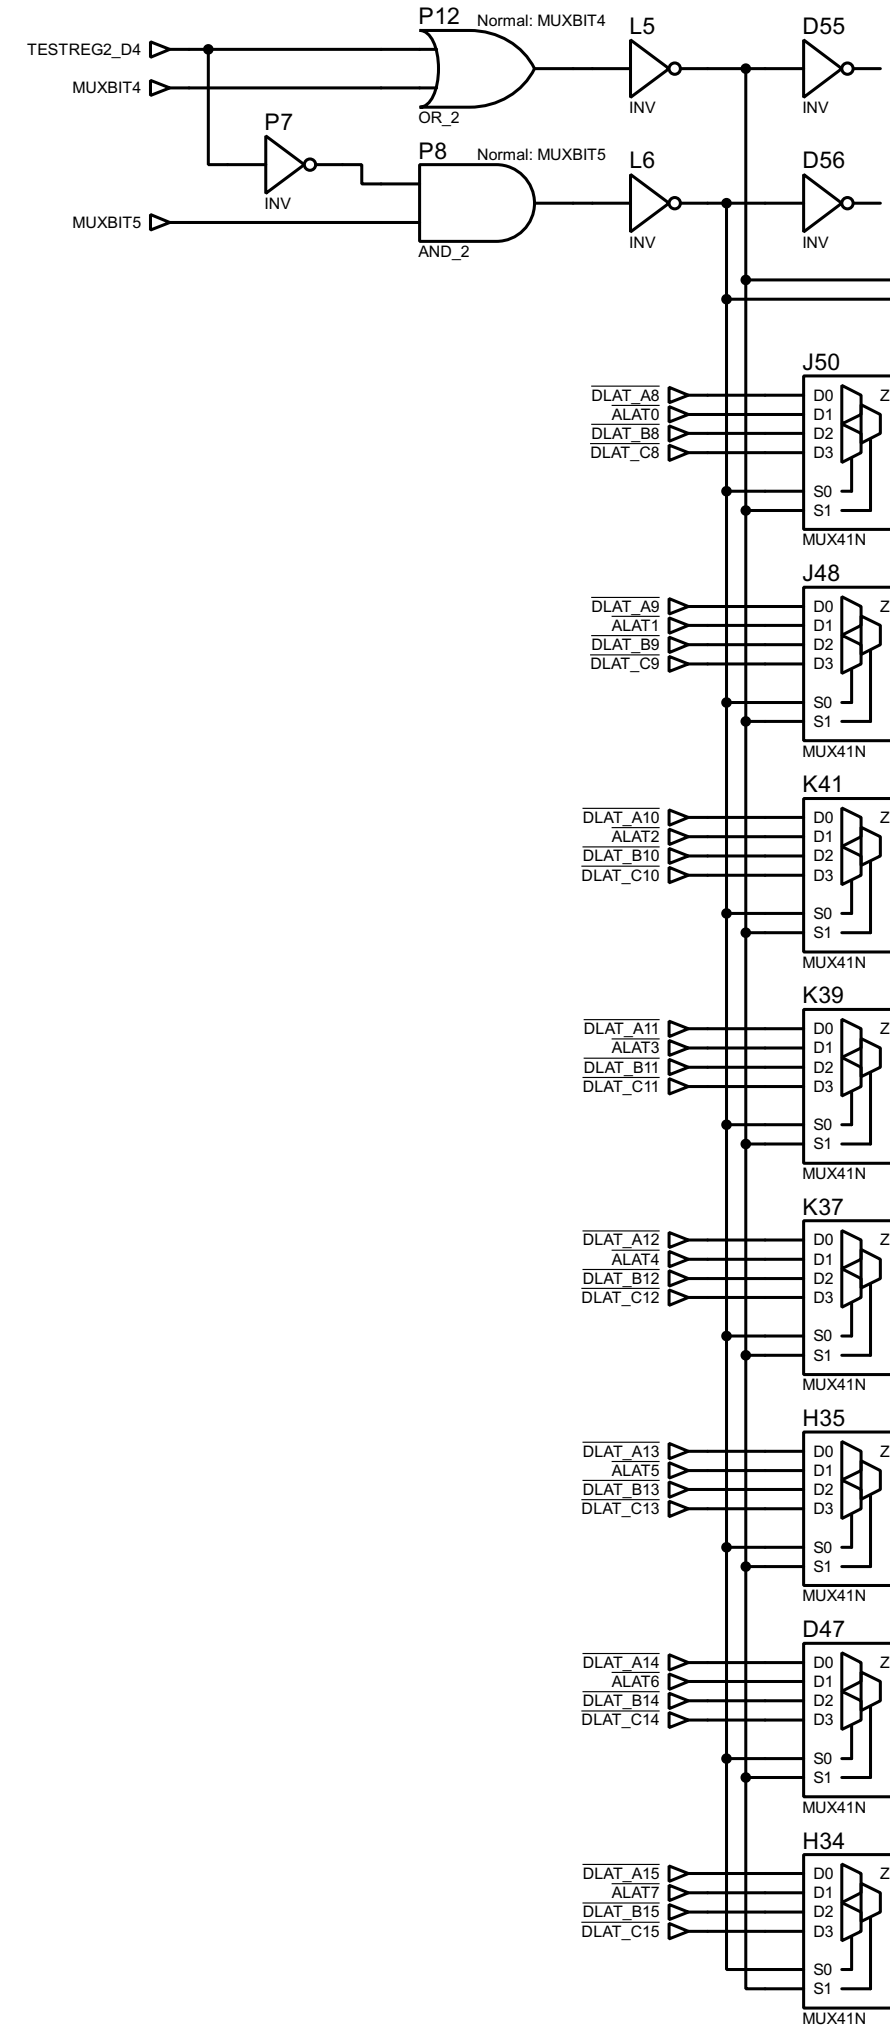 P12 Normal: MUXBIT4
L5
D55
TESTREG2_D4
MUXBIT4
OR_2
INV
INV
P7
INV
P8 Normal: MUXBIT5
L6
D56
MUXBIT5
AND_2
INV
INV
J50
DLAT_A8 D0 Z
ALAT0 D1
DLAT_B8 D2
DLAT_C8 D3
S0
S1
MUX41N
J48
DLAT_A9 D0 Z
ALAT1 D1
DLAT_B9 D2
DLAT_C9 D3
S0
S1
MUX41N
K41
DLAT_A10 D0 Z
ALAT2 D1
DLAT_B10 D2
DLAT_C10 D3
S0
S1
MUX41N
K39
DLAT_A11 D0 Z
ALAT3 D1
DLAT_B11 D2
DLAT_C11 D3
S0
S1
MUX41N
K37
DLAT_A12 D0 Z
ALAT4 D1
DLAT_B12 D2
DLAT_C12 D3
S0
S1
MUX41N
H35
DLAT_A13 D0 Z
ALAT5 D1
DLAT_B13 D2
DLAT_C13 D3
S0
S1
MUX41N
D47
DLAT_A14 D0 Z
ALAT6 D1
DLAT_B14 D2
DLAT_C14 D3
S0
S1
MUX41N
H34
DLAT_A15 D0 Z
ALAT7 D1
DLAT_B15 D2
DLAT_C15 D3
S0
S1
MUX41N